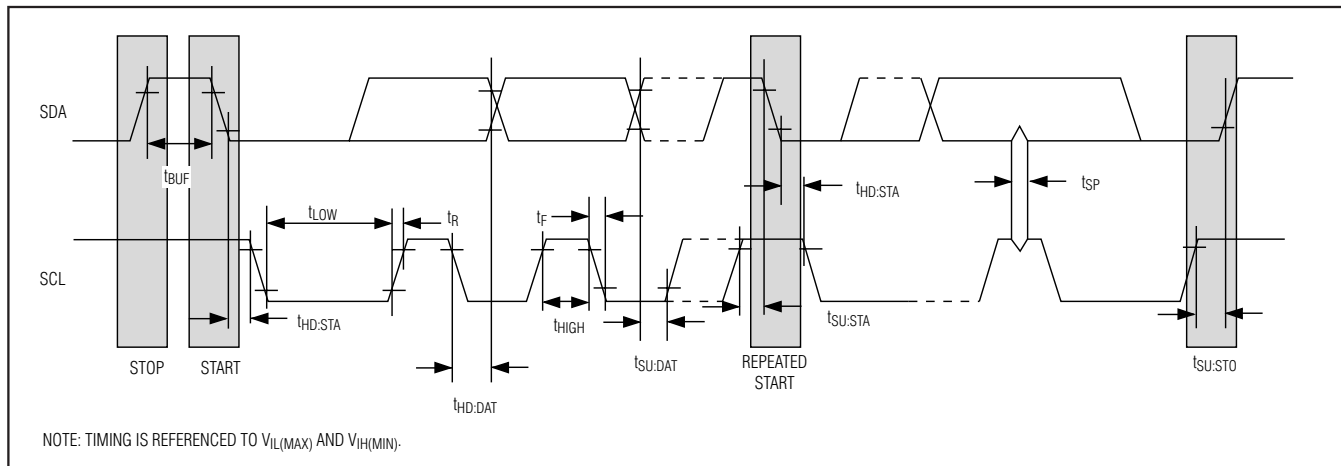 SDA
tBUF
tHD:STA
tSP
tLOW
tR
tF
SCL
tHD:STA
tHIGH
tSU:STA
tSU:DAT
STOP
START
REPEATED
START
tSU:STO
tHD:DAT
NOTE: TIMING IS REFERENCED TO VIL(MAX) AND VIH(MIN).